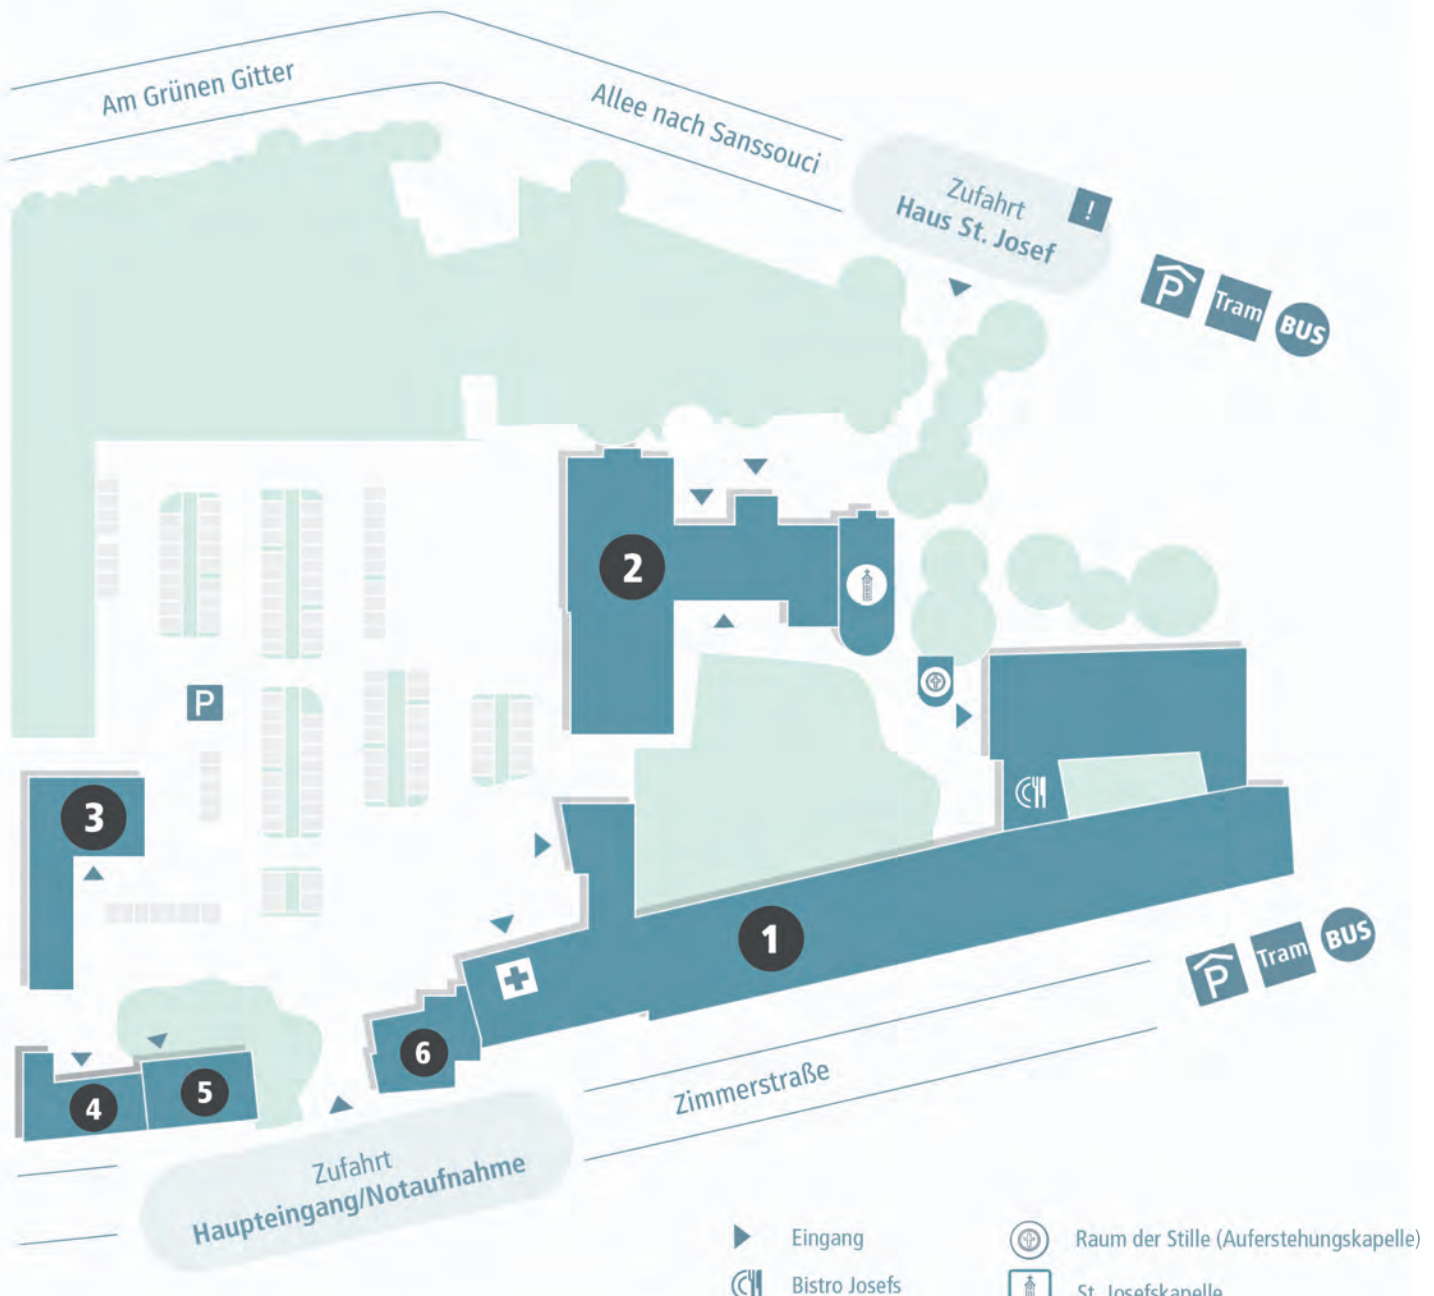 Am Grünen Gitter
Allee nach Sanssouci
Zufahrt
Haus St. Josef
!
P
Tram
BUS
2
P
3
1
6
5
4
P
Tram
BUS
Zimmerstraße
Zufahrt
Haupteingang/Notaufnahme
Eingang
Raum der Stille (Auferstehungskapelle)
Bistro Josefs
St. Josefskapelle